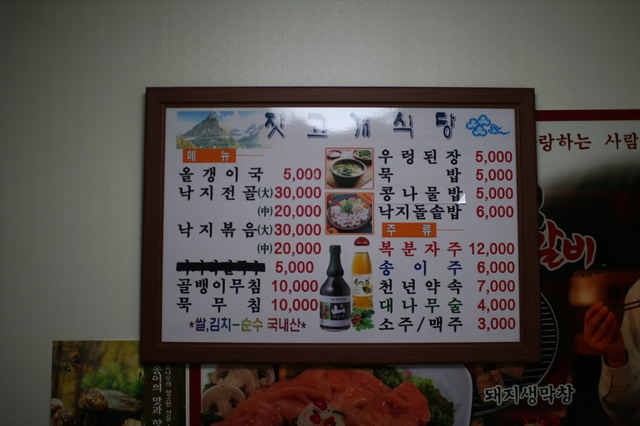 잣고개식당
메 뉴
올갱이국 5,000
낙지전골(大) 30,000
(中) 20,000
낙지볶음(大) 30,000
(中) 20,000
5,000
골뱅이무침 10,000
묵무침 10,000
*쌀,김치-순수 국내산*
우렁된장 5,000
묵밥 5,000
콩나물밥 5,000
낙지돌솥밥 6,000
주 류
복분자주 12,000
송이주 6,000
천년약속 7,000
대나무술 4,000
소주/맥주 3,000
랑하는 사람
갈비
돼지생막창
송이의 맛과 향